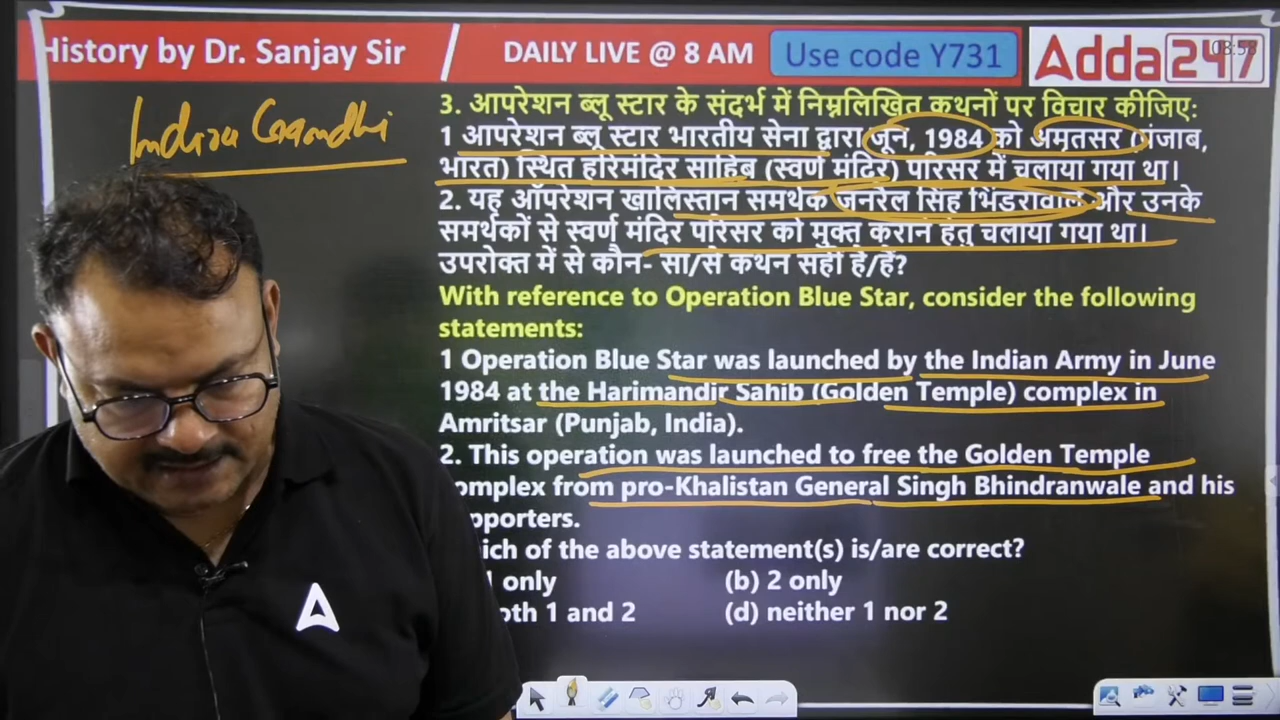 History by Dr. Sanjay Sir
DAILY LIVE @ 8 AM
Use code Y731
Adda247
Indira Gandhi
3. आपरेशन ब्लू स्टार के संदर्भ में निम्नलिखित कथनों पर विचार कीजिए:
1 आपरेशन ब्लू स्टार भारतीय सेना द्वारा जून, 1984 को अमृतसर (पंजाब,
भारत) स्थित हरिमंदिर साहिब (स्वर्ण मंदिर) परिसर में चलाया गया था।
2. यह ऑपरेशन खालिस्तान समर्थक जनरैल सिंह भिंडरावाले और उनके
समर्थकों से स्वर्ण मंदिर परिसर को मुक्त कराने हेतु चलाया गया था।
उपरोक्त में से कौन- सा/से कथन सही है/हैं?
With reference to Operation Blue Star, consider the following
statements:
1 Operation Blue Star was launched by the Indian Army in June
1984 at the Harimandir Sahib (Golden Temple) complex in
Amritsar (Punjab, India).
2. This operation was launched to free the Golden Temple
omplex from pro-Khalistan General Singh Bhindranwale and his
pporters.
ich of the above statement(s) is/are correct?
1 only
(b) 2 only
oth 1 and 2
(d) neither 1 nor 2